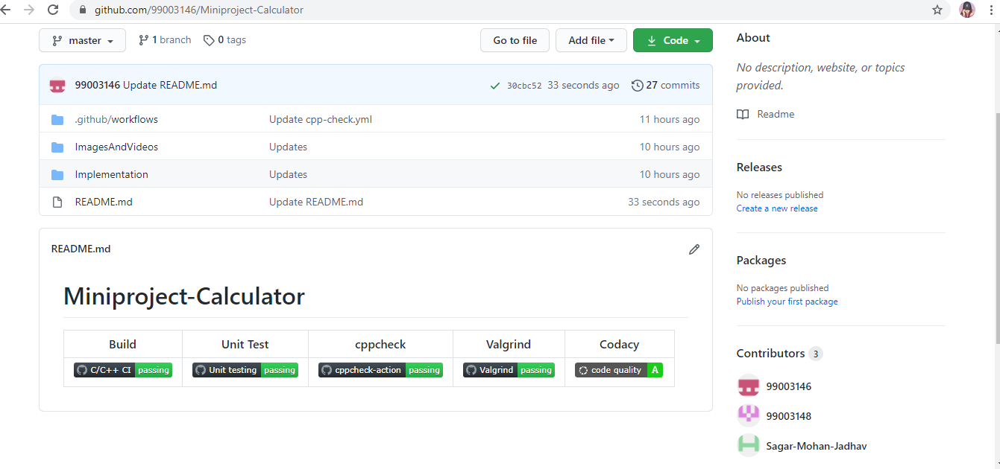 github.com/99003146/Miniproject-Calculator
master
1 branch
0 tags
Go to file
Add file
Code
99003146 Update README.md
30cbc52 33 seconds ago
27 commits
.github/workflows
Update cpp-check.yml
11 hours ago
ImagesAndVideos
Updates
10 hours ago
Implementation
Updates
10 hours ago
README.md
Update README.md
33 seconds ago
README.md
Miniproject-Calculator
Build
Unit Test
cppcheck
Valgrind
Codacy
C/C++ CI passing
Unit testing passing
cppcheck-action passing
Valgrind passing
code quality A
About
No description, website, or topics
provided.
Readme
Releases
No releases published
Create a new release
Packages
No packages published
Publish your first package
Contributors 3
99003146
99003148
Sagar-Mohan-Jadhav